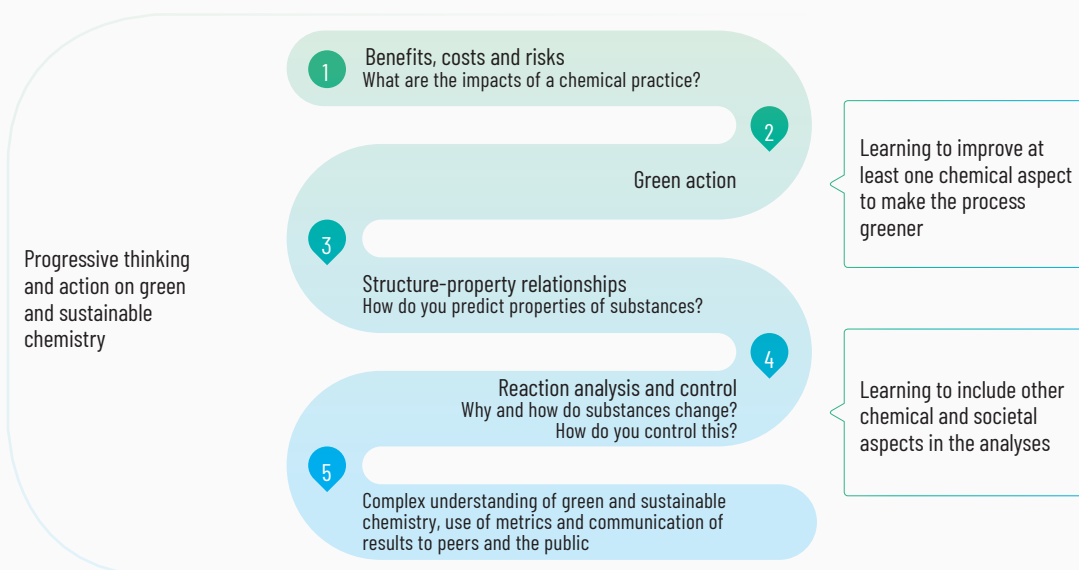 1
Benefits, costs and risks
What are the impacts of a chemical practice?
2
Green action
Learning to improve at
least one chemical aspect
to make the process
greener
3
Structure-property relationships
How do you predict properties of substances?
Progressive thinking
and action on green
and sustainable
chemistry
4
Reaction analysis and control
Why and how do substances change?
How do you control this?
Learning to include other
chemical and societal
aspects in the analyses
5
Complex understanding of green and sustainable
chemistry, use of metrics and communication of
results to peers and the public